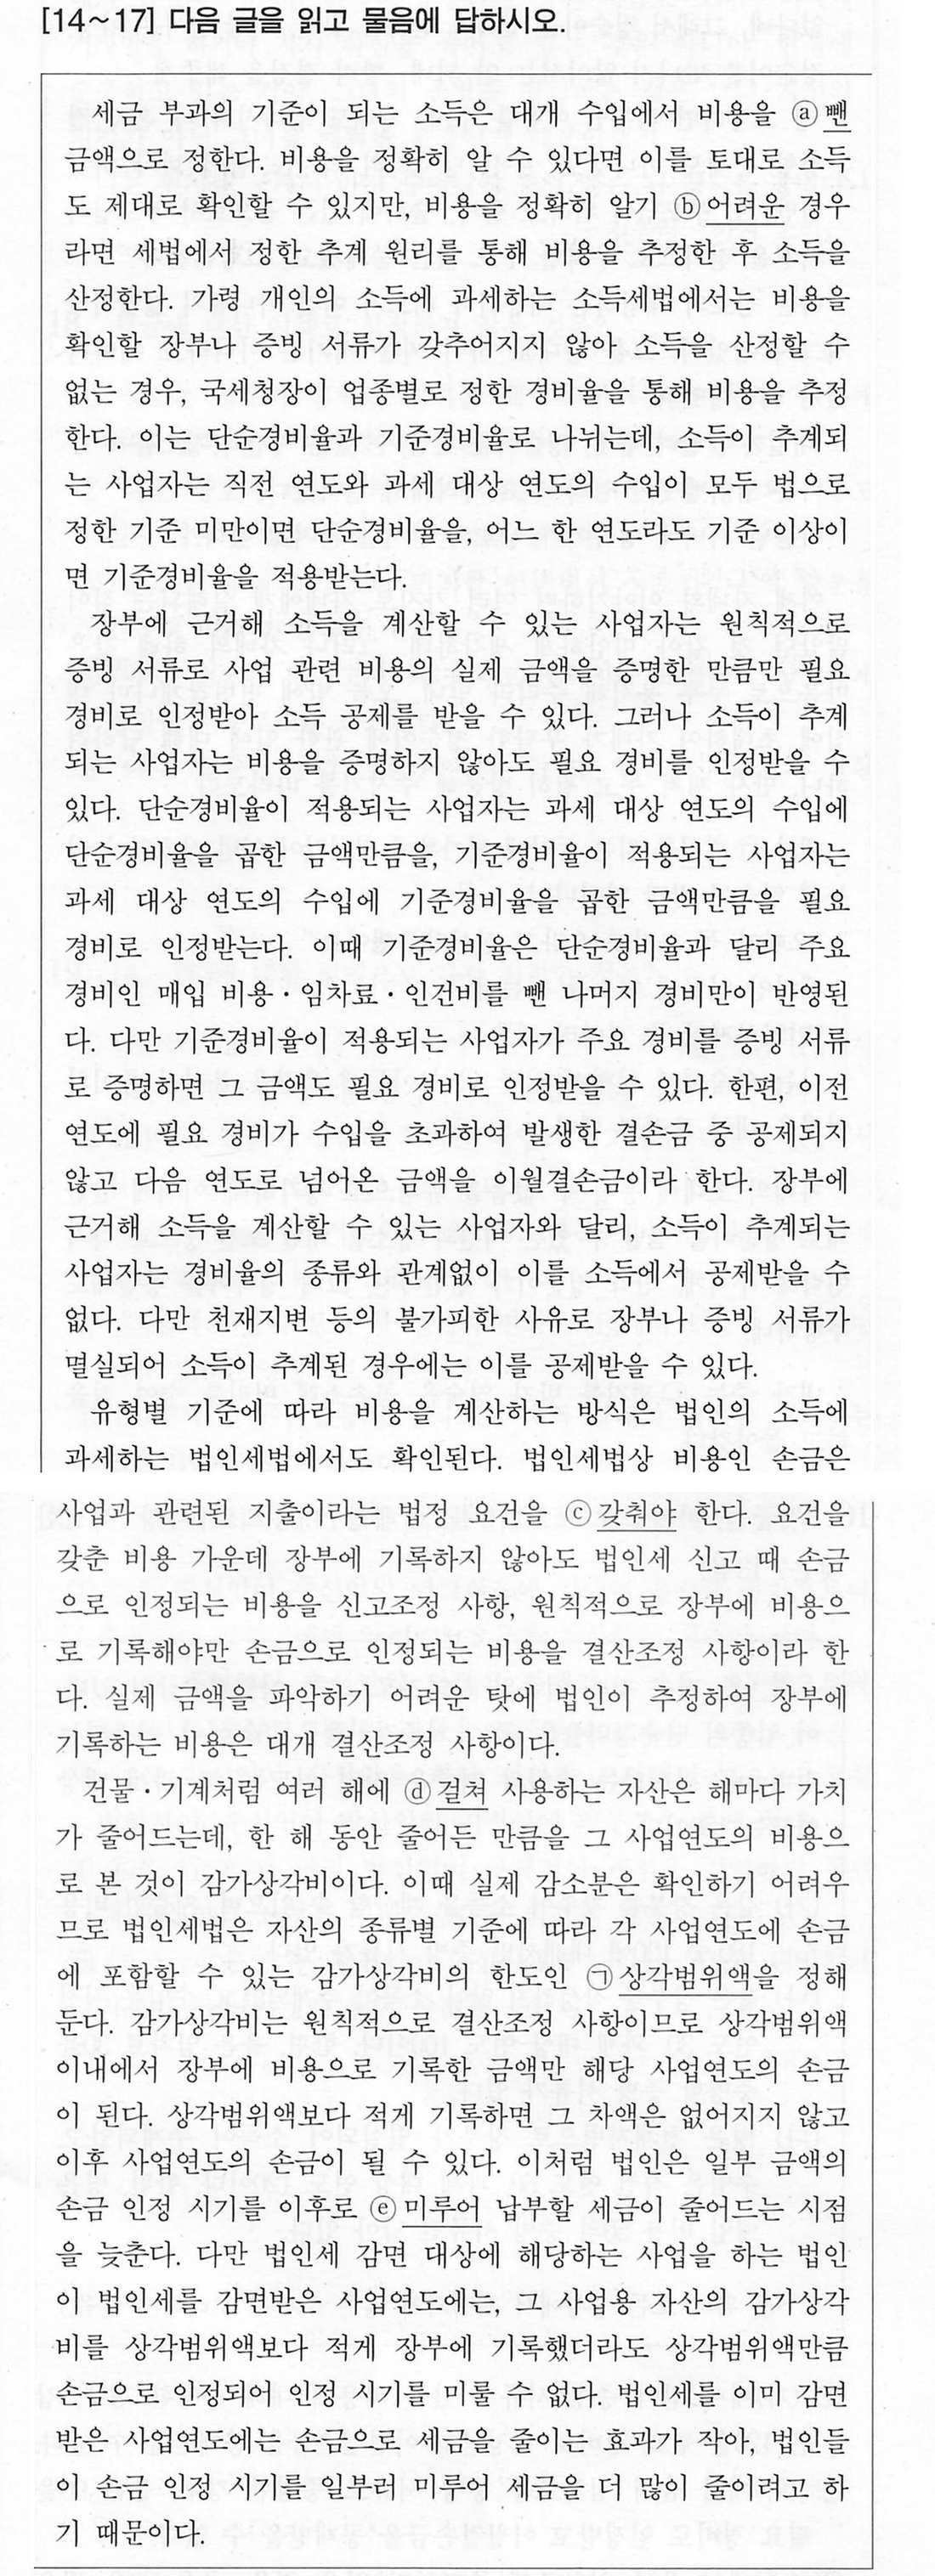 [14~17] 다음 글을 읽고 물음에 답하시오.
세금 부과의 기준이 되는 소득은 대개 수입에서 비용을 ⓐ뺀
금액으로 정한다. 비용을 정확히 알 수 있다면 이를 토대로 소득
도 제대로 확인할 수 있지만, 비용을 정확히 알기 ⓑ어려운 경우
라면 세법에서 정한 추계 원리를 통해 비용을 추정한 후 소득을
산정한다. 가령 개인의 소득에 과세하는 소득세법에서는 비용을
확인할 장부나 증빙 서류가 갖추어지지 않아 소득을 산정할 수
없는 경우, 국세청장이 업종별로 정한 경비율을 통해 비용을 추정
한다. 이는 단순경비율과 기준경비율로 나뉘는데, 소득이 추계되
는 사업자는 직전 연도와 과세 대상 연도의 수입이 모두 법으로
정한 기준 미만이면 단순경비율을, 어느 한 연도라도 기준 이상이
면 기준경비율을 적용받는다.
장부에 근거해 소득을 계산할 수 있는 사업자는 원칙적으로
증빙 서류로 사업 관련 비용의 실제 금액을 증명한 만큼만 필요
경비로 인정받아 소득 공제를 받을 수 있다. 그러나 소득이 추계
되는 사업자는 비용을 증명하지 않아도 필요 경비를 인정받을 수
있다. 단순경비율이 적용되는 사업자는 과세 대상 연도의 수입에
단순경비율을 곱한 금액만큼을, 기준경비율이 적용되는 사업자는
과세 대상 연도의 수입에 기준경비율을 곱한 금액만큼을 필요
경비로 인정받는다. 이때 기준경비율은 단순경비율과 달리 주요
경비인 매입 비용·임차료·인건비를 뺀 나머지 경비만이 반영된
다. 다만 기준경비율이 적용되는 사업자가 주요 경비를 증빙 서류
로 증명하면 그 금액도 필요 경비로 인정받을 수 있다. 한편, 이전
연도에 필요 경비가 수입을 초과하여 발생한 결손금 중 공제되지
않고 다음 연도로 넘어온 금액을 이월결손금이라 한다. 장부에
근거해 소득을 계산할 수 있는 사업자와 달리, 소득이 추계되는
사업자는 경비율의 종류와 관계없이 이를 소득에서 공제받을 수
없다. 다만 천재지변 등의 불가피한 사유로 장부나 증빙 서류가
멸실되어 소득이 추계된 경우에는 이를 공제받을 수 있다.
유형별 기준에 따라 비용을 계산하는 방식은 법인의 소득에
과세하는 법인세법에서도 확인된다. 법인세법상 비용인 손금은
사업과 관련된 지출이라는 법정 요건을 ⓒ갖춰야 한다. 요건을
갖춘 비용 가운데 장부에 기록하지 않아도 법인세 신고 때 손금
으로 인정되는 비용을 신고조정 사항, 원칙적으로 장부에 비용으
로 기록해야만 손금으로 인정되는 비용을 결산조정 사항이라 한
다. 실제 금액을 파악하기 어려운 탓에 법인이 추정하여 장부에
기록하는 비용은 대개 결산조정 사항이다.
건물·기계처럼 여러 해에 ⓓ걸쳐 사용하는 자산은 해마다 가치
가 줄어드는데, 한 해 동안 줄어든 만큼을 그 사업연도의 비용으
로 본 것이 감가상각비이다. 이때 실제 감소분은 확인하기 어려우
므로 법인세법은 자산의 종류별 기준에 따라 각 사업연도에 손금
에 포함할 수 있는 감가상각비의 한도인 ㉠상각범위액을 정해
둔다. 감가상각비는 원칙적으로 결산조정 사항이므로 상각범위액
이내에서 장부에 비용으로 기록한 금액만 해당 사업연도의 손금
이 된다. 상각범위액보다 적게 기록하면 그 차액은 없어지지 않고
이후 사업연도의 손금이 될 수 있다. 이처럼 법인은 일부 금액의
손금 인정 시기를 이후로 ⓔ미루어 납부할 세금이 줄어드는 시점
을 늦춘다. 다만 법인세 감면 대상에 해당하는 사업을 하는 법인
이 법인세를 감면받은 사업연도에는, 그 사업용 자산의 감가상각
비를 상각범위액보다 적게 장부에 기록했더라도 상각범위액만큼
손금으로 인정되어 인정 시기를 미룰 수 없다. 법인세를 이미 감면
받은 사업연도에는 손금으로 세금을 줄이는 효과가 작아, 법인들
이 손금 인정 시기를 일부러 미루어 세금을 더 많이 줄이려고 하
기 때문이다.